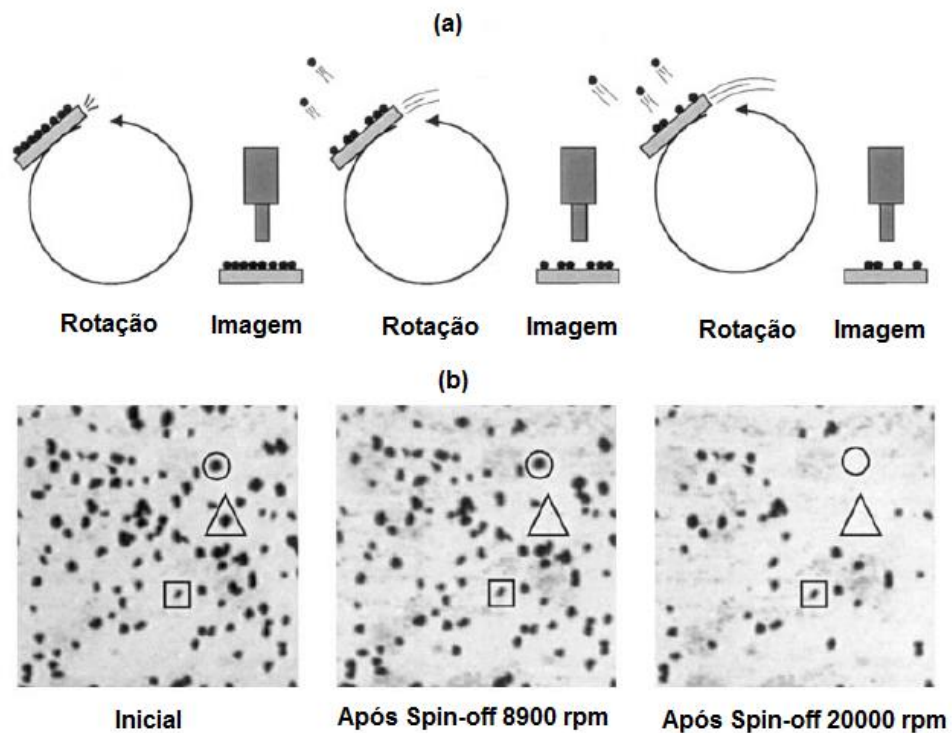 (a)
Rotação Imagem Rotação Imagem Rotação Imagem
(b)
Inicial Após Spin-off 8900 rpm Após Spin-off 20000 rpm